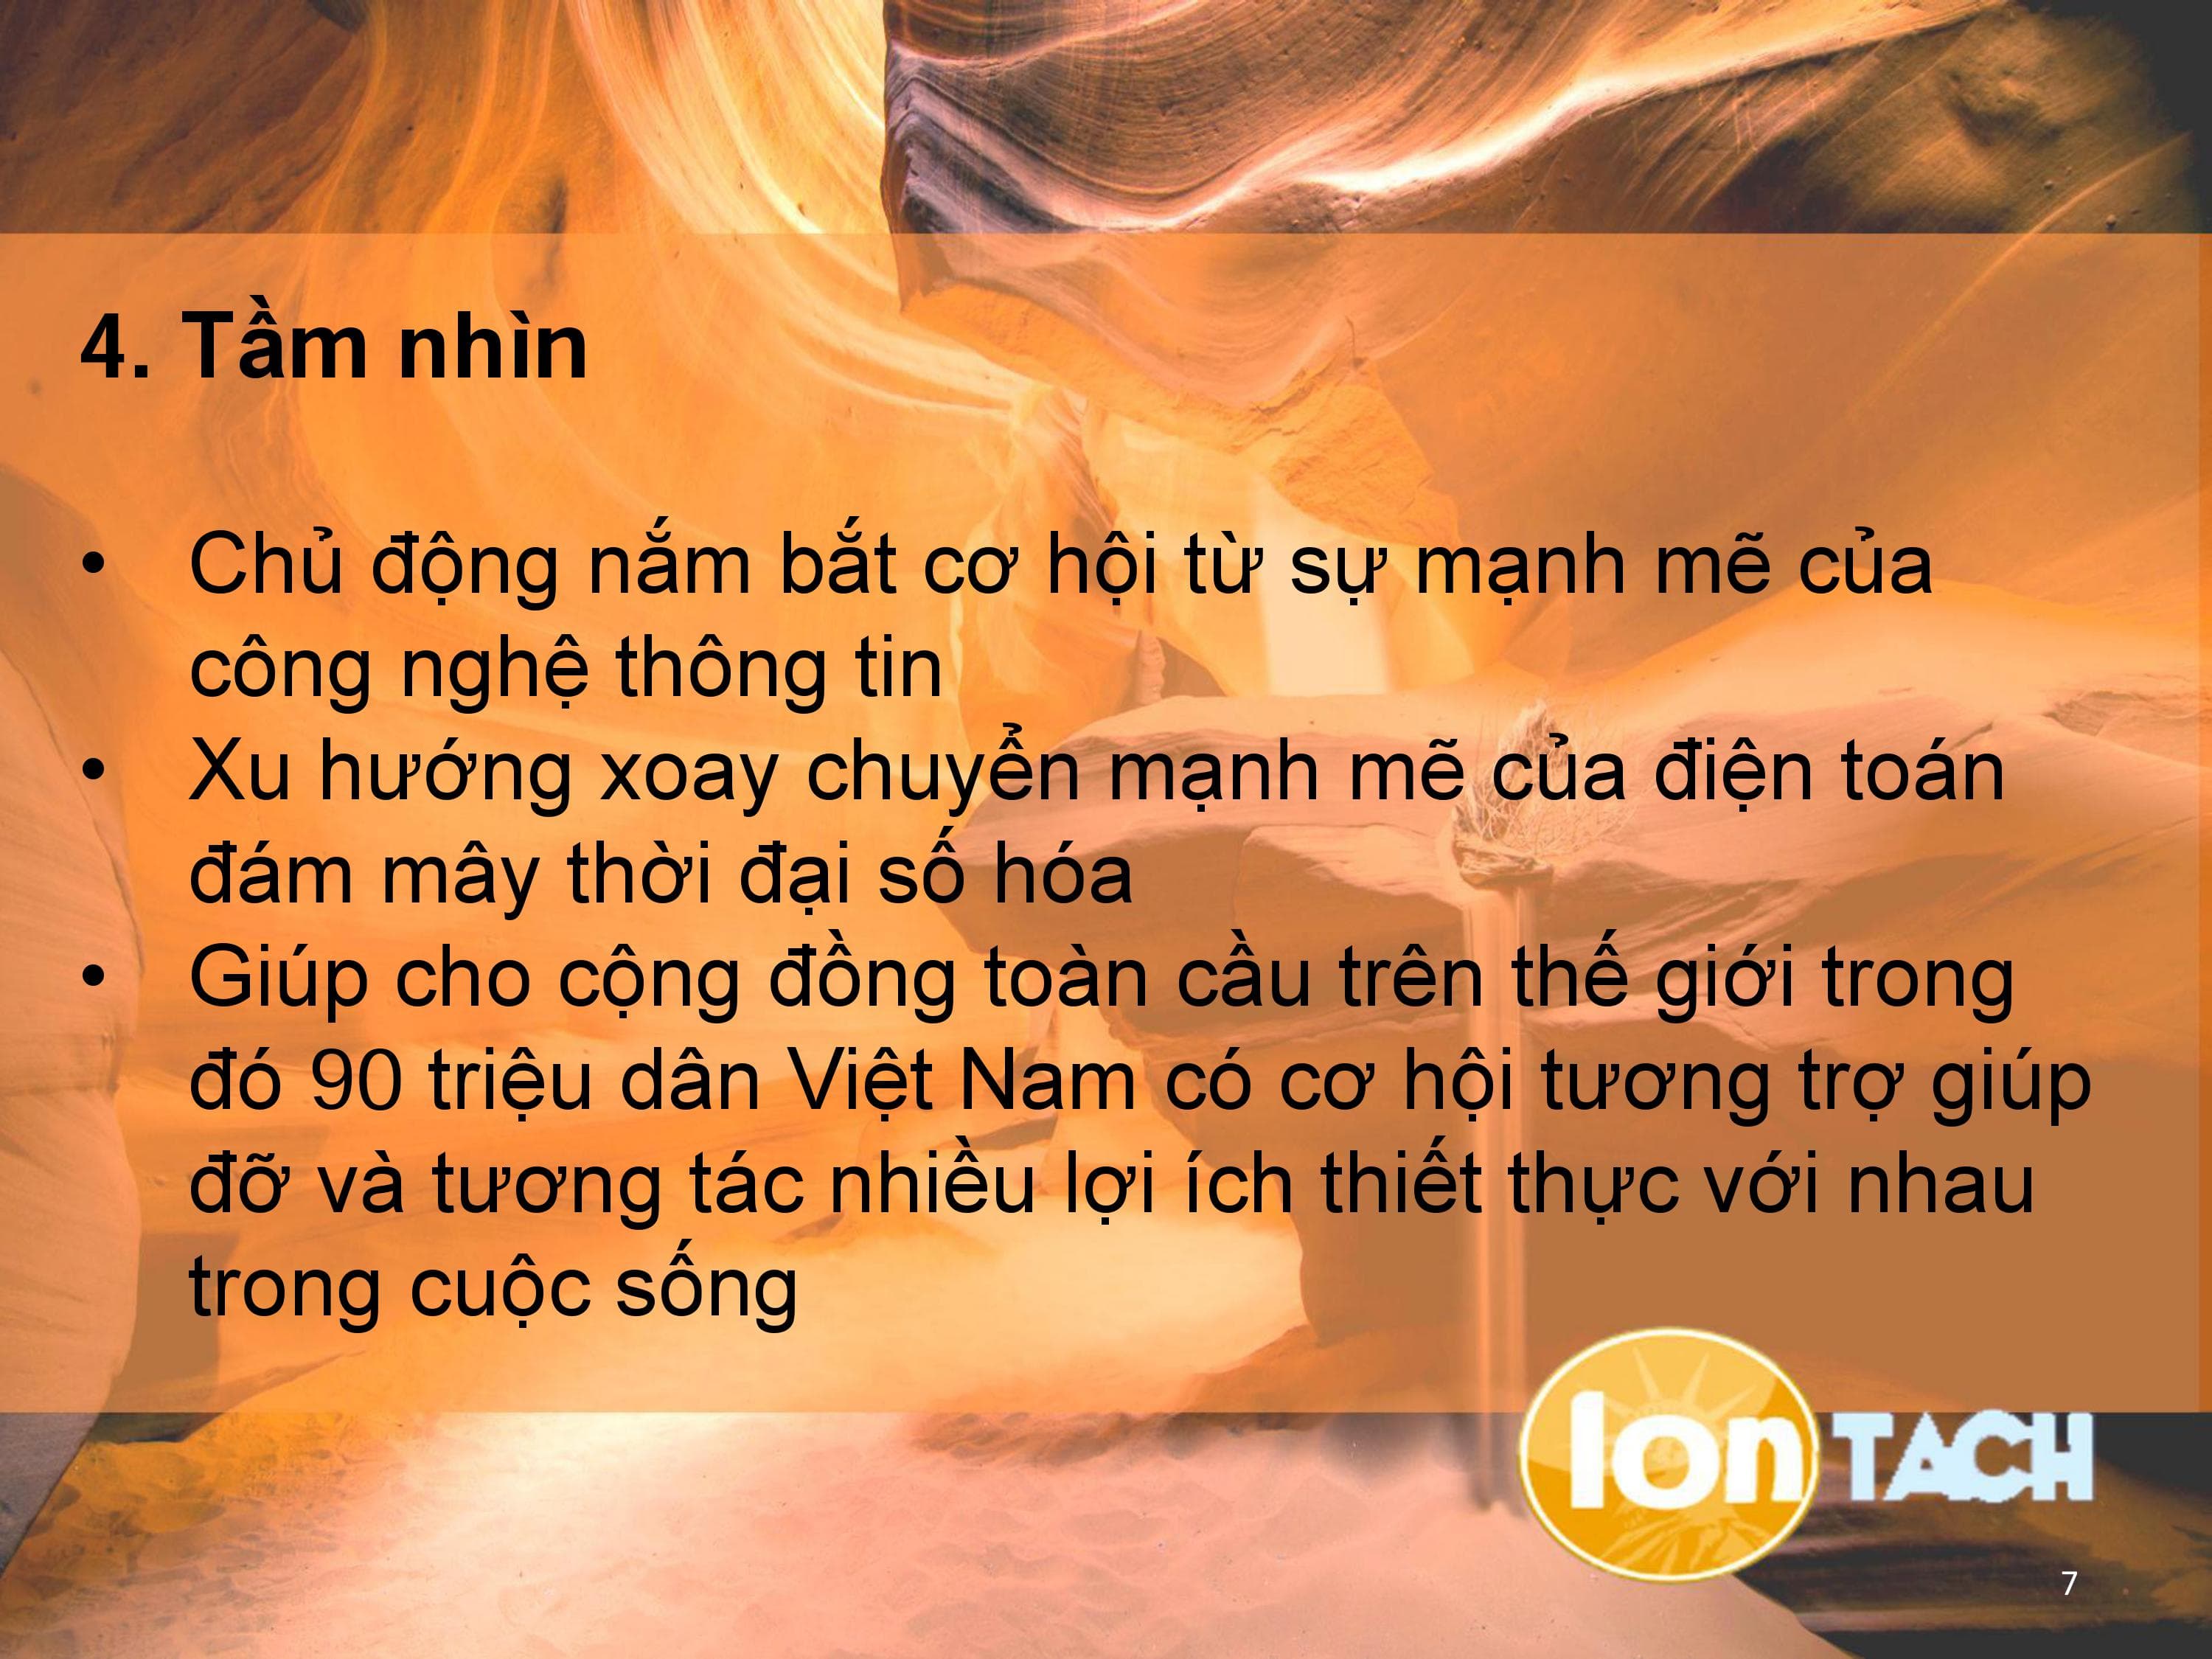 4. Tầm nhìn
• Chủ động nắm bắt cơ hội từ sự mạnh mẽ của
công nghệ thông tin
• Xu hướng xoay chuyển mạnh mẽ của điện toán
đám mây thời đại số hóa
• Giúp cho cộng đồng toàn cầu trên thế giới trong
đó 90 triệu dân Việt Nam có cơ hội tương trợ giúp
đỡ và tương tác nhiều lợi ích thiết thực với nhau
trong cuộc sống
Ion TACH
7